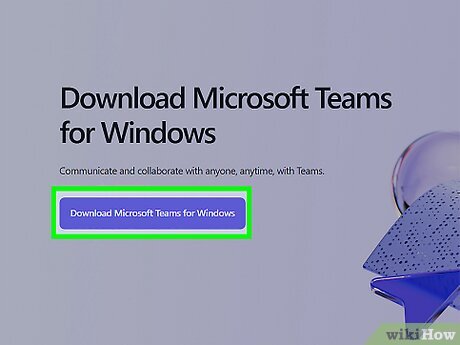 Download Microsoft Teams
for Windows
Communicate and collaborate with anyone, anytime, with Teams.
Download Microsoft Teams for Windows
wikiHow